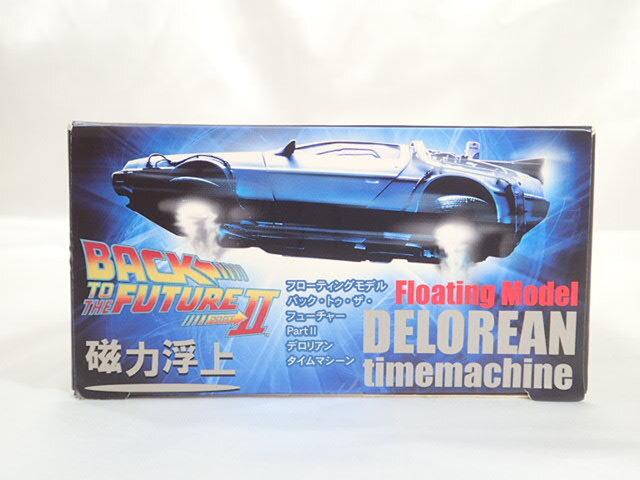 BACK
TO THE FUTURE
PART II
磁力浮上
フローティングモデル
バック・トゥ・ザ・
フューチャー
Part II
デロリアン
タイムマシーン
Floating Model
DELOREAN
timemachine